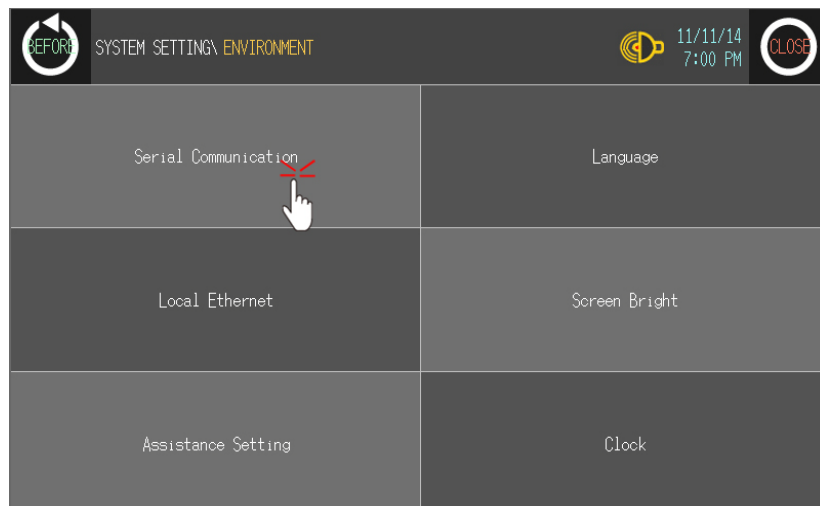 BEFORE
SYSTEM SETTING\ ENVIRONMENT
11/11/14
7:00 PM
CLOSE
Serial Communication
Language
Local Ethernet
Screen Bright
Assistance Setting
Clock